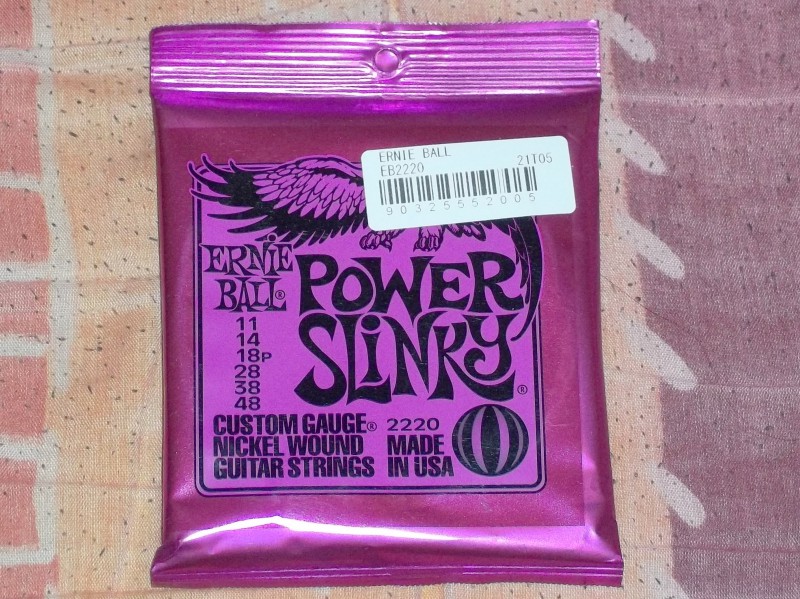 ERNIE BALL
EB2220 21T05
90325552005
ERNIE
BALL®
POWER
SLINKY®
11
14
18P
28
38
48
CUSTOM GAUGE® 2220
NICKEL WOUND MADE
GUITAR STRINGS IN USA